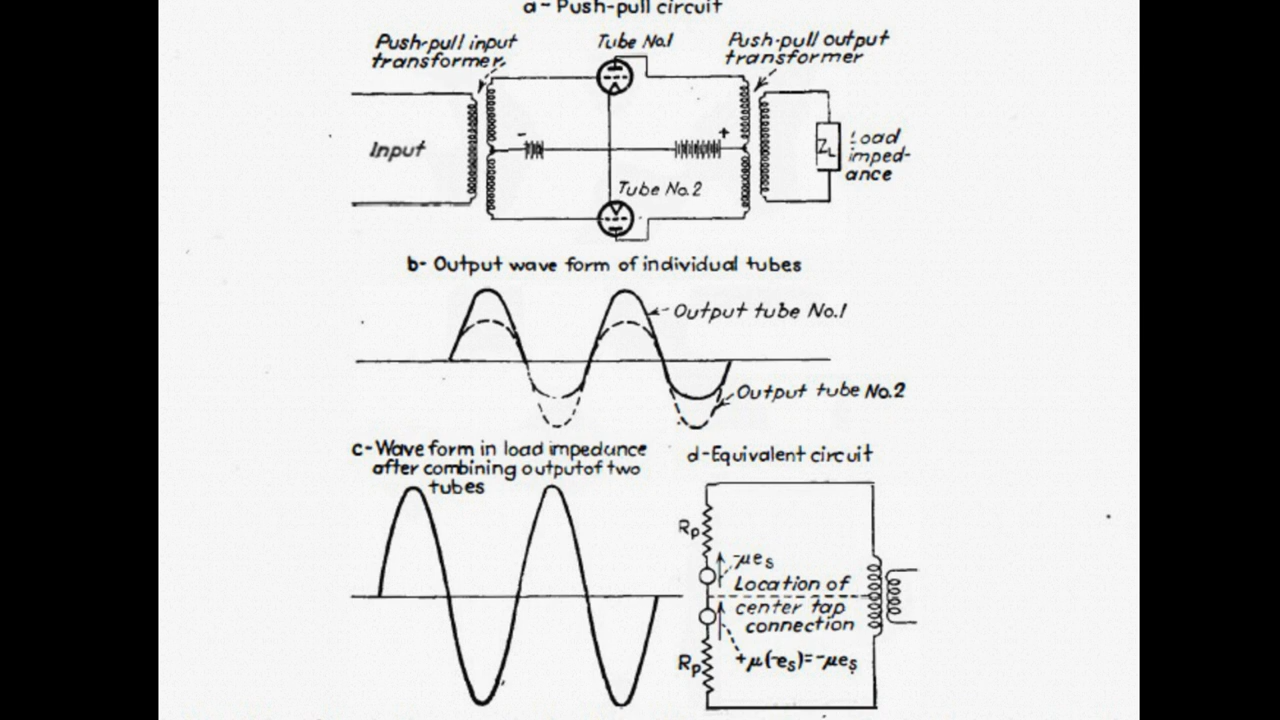 a - Push-pull circuit
Push-pull input
transformer
Tube No.1
Push-pull output
transformer
Input
-
+
ZL
Load
imped-
ance
Tube No.2
b- Output wave form of individual tubes
Output tube No.1
Output tube No.2
c- Wave form in load impedance
after combining output of two
tubes
d- Equivalent circuit
Rp
-μes
Location of
center tap
connection
Rp
+μ(-es)=-μes